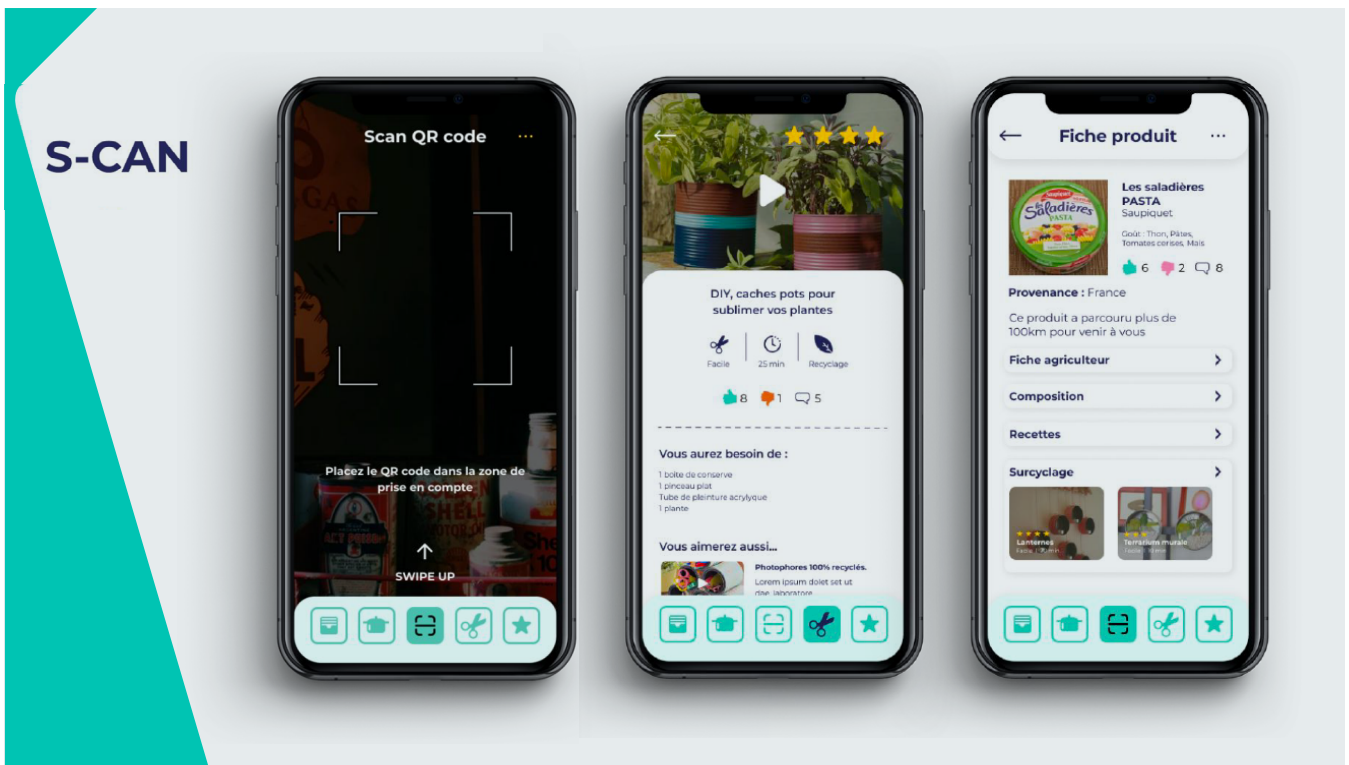 S-CAN
Scan QR code
Placez le QR code dans la zone de
prise en compte
SWIPE UP
DIY, caches pots pour
sublimer vos plantes
Facile
25 min
Recyclage
8
1
5
Vous aurez besoin de :
1 boite de conserve
1 pinceau plat
Tube de pleinture acrylyque
1 plante
Vous aimerez aussi...
Photophores 100% recyclés.
Lorem ipsum dolet set ut
dae, laboratore
Fiche produit
Saupiquet
les
Saladières
PASTA
Les saladières
PASTA
Saupiquet
Goût : Thon, Pâtes,
Tomates cerises, Maïs
6
2
8
Provenance : France
Ce produit a parcouru plus de
100km pour venir à vous
Fiche agriculteur
Composition
Recettes
Surcyclage
Lanternes
Terrarium murale